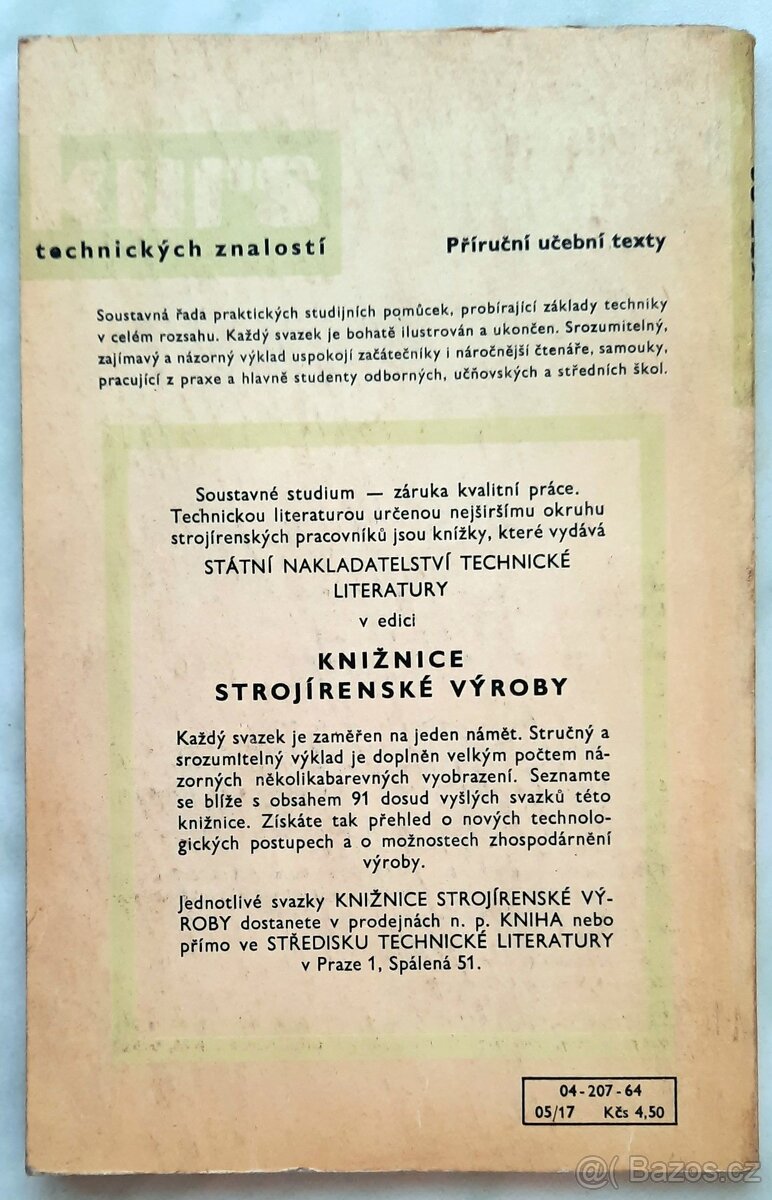 technických znalostí
Příruční učební texty
Soustavná řada praktických studijních pomůcek, probírající základy techniky
v celém rozsahu. Každý svazek je bohatě ilustrován a ukončen. Srozumitelný,
zajímavý a názorný výklad uspokojí začátečníky i náročnější čtenáře, samouky,
pracující z praxe a hlavně studenty odborných, učňovských a středních škol.
Soustavné studium — záruka kvalitní práce.
Technickou literaturou určenou nejširšímu okruhu
strojírenských pracovníků jsou knížky, které vydává
STÁTNÍ NAKLADATELSTVÍ TECHNICKÉ
LITERATURY
v edici
KNIŽNICE
STROJÍRENSKÉ VÝROBY
Každý svazek je zaměřen na jeden námět. Stručný a
srozumitelný výklad je doplněn velkým počtem ná-
zorných několikabarevných vyobrazení. Seznamte
se blíže s obsahem 91 dosud vyšlých svazků této
knižnice. Získáte tak přehled o nových technolo-
gických postupech a o možnostech zhospodárnění
výroby.
Jednotlivé svazky KNIŽNICE STROJÍRENSKÉ VÝ-
ROBY dostanete v prodejnách n. p. KNIHA nebo
přímo ve STŘEDISKU TECHNICKÉ LITERATURY
v Praze 1, Spálená 51.
04-207-64
05/17 Kčs 4,50
@( Bazos.cz